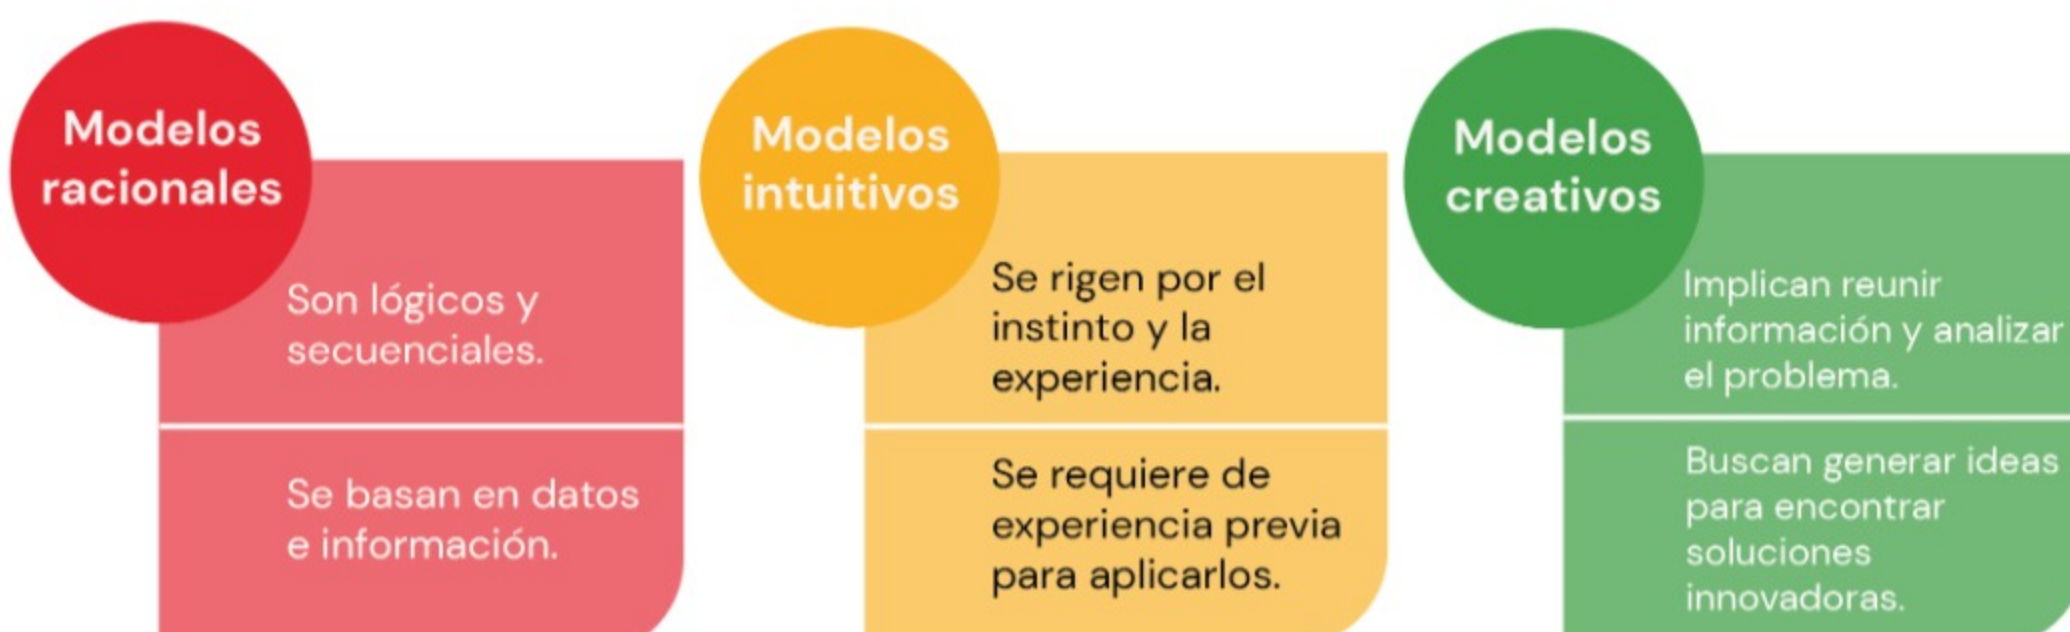 Modelos
racionales
Son lógicos y
secuenciales.
Se basan en datos
e información.
Modelos
intuitivos
Se rigen por el
instinto y la
experiencia.
Se requiere de
experiencia previa
para aplicarlos.
Modelos
creativos
Implican reunir
información y analizar
el problema.
Buscan generar ideas
para encontrar
soluciones
innovadoras.